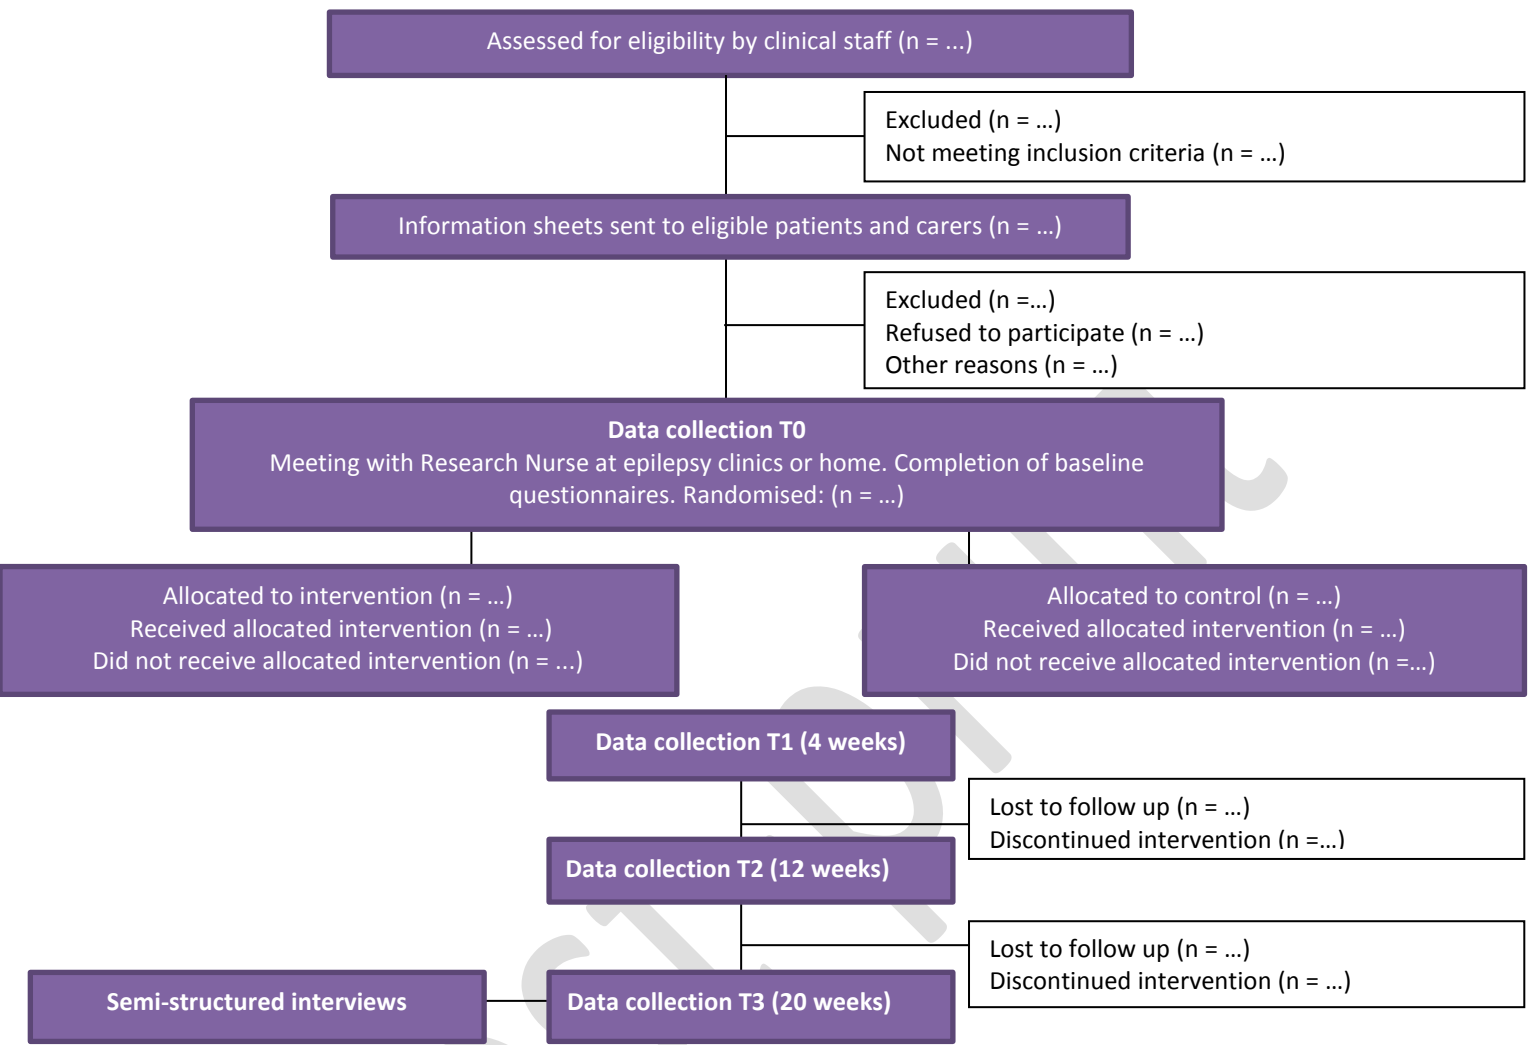 Assessed for eligibility by clinical staff (n = ...)
Excluded (n = ...)
Not meeting inclusion criteria (n = ...)
Information sheets sent to eligible patients and carers (n = ...)
Excluded (n =...)
Refused to participate (n = ...)
Other reasons (n = ...)
Data collection T0
Meeting with Research Nurse at epilepsy clinics or home. Completion of baseline
questionnaires. Randomised: (n = ...)
Allocated to intervention (n = ...)
Received allocated intervention (n = ...)
Did not receive allocated intervention (n = ...)
Allocated to control (n = ...)
Received allocated intervention (n = ...)
Did not receive allocated intervention (n =...)
Data collection T1 (4 weeks)
Lost to follow up (n = ...)
Discontinued intervention (n =...)
Data collection T2 (12 weeks)
Lost to follow up (n = ...)
Discontinued intervention (n = ...)
Semi-structured interviews
Data collection T3 (20 weeks)